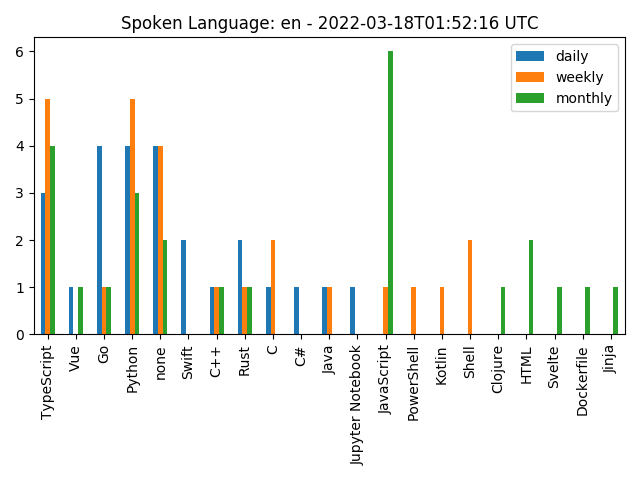 Spoken Language: en - 2022-03-18T01:52:16 UTC
daily
weekly
monthly
6
5
4
3
2
1
0
TypeScript
Vue
Go
Python
none
Swift
C++
Rust
C
C#
Java
Jupyter Notebook
JavaScript
PowerShell
Kotlin
Shell
Clojure
HTML
Svelte
Dockerfile
Jinja